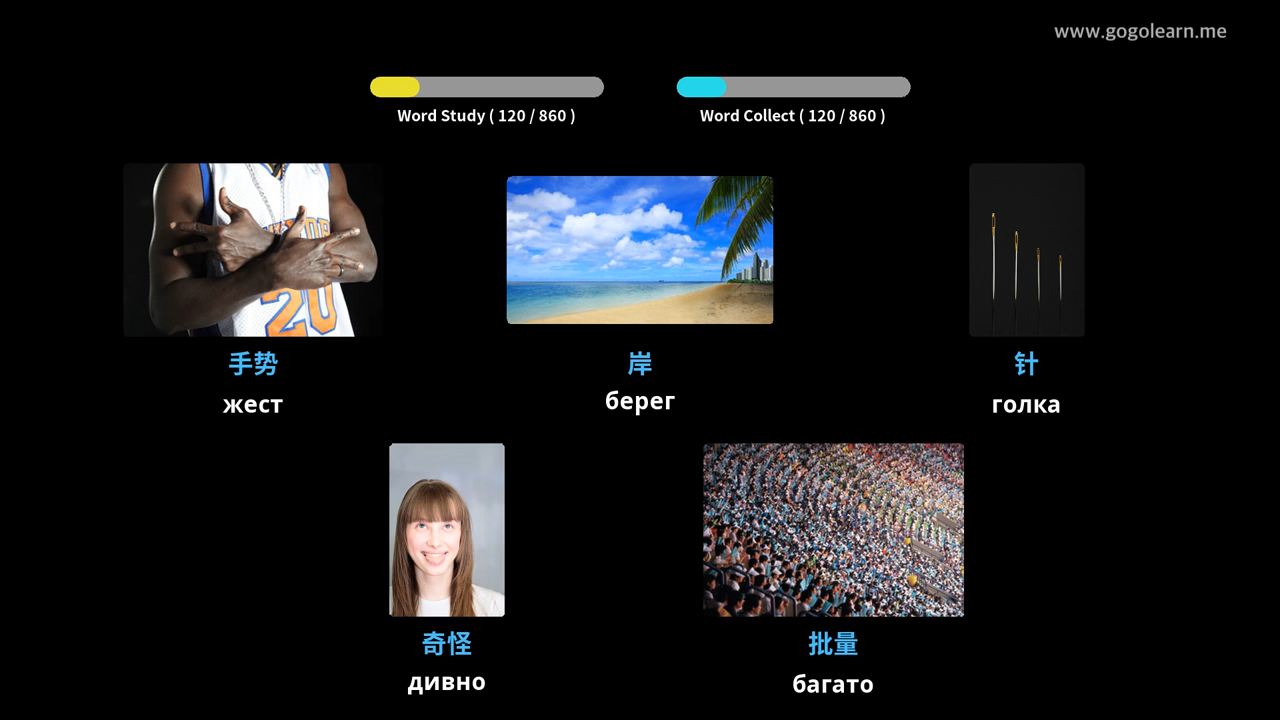 www.gogolearn.me
Word Study ( 120 / 860 )
Word Collect ( 120 / 860 )
20
手势
жест
岸
берег
针
голка
奇怪
дивно
批量
багато